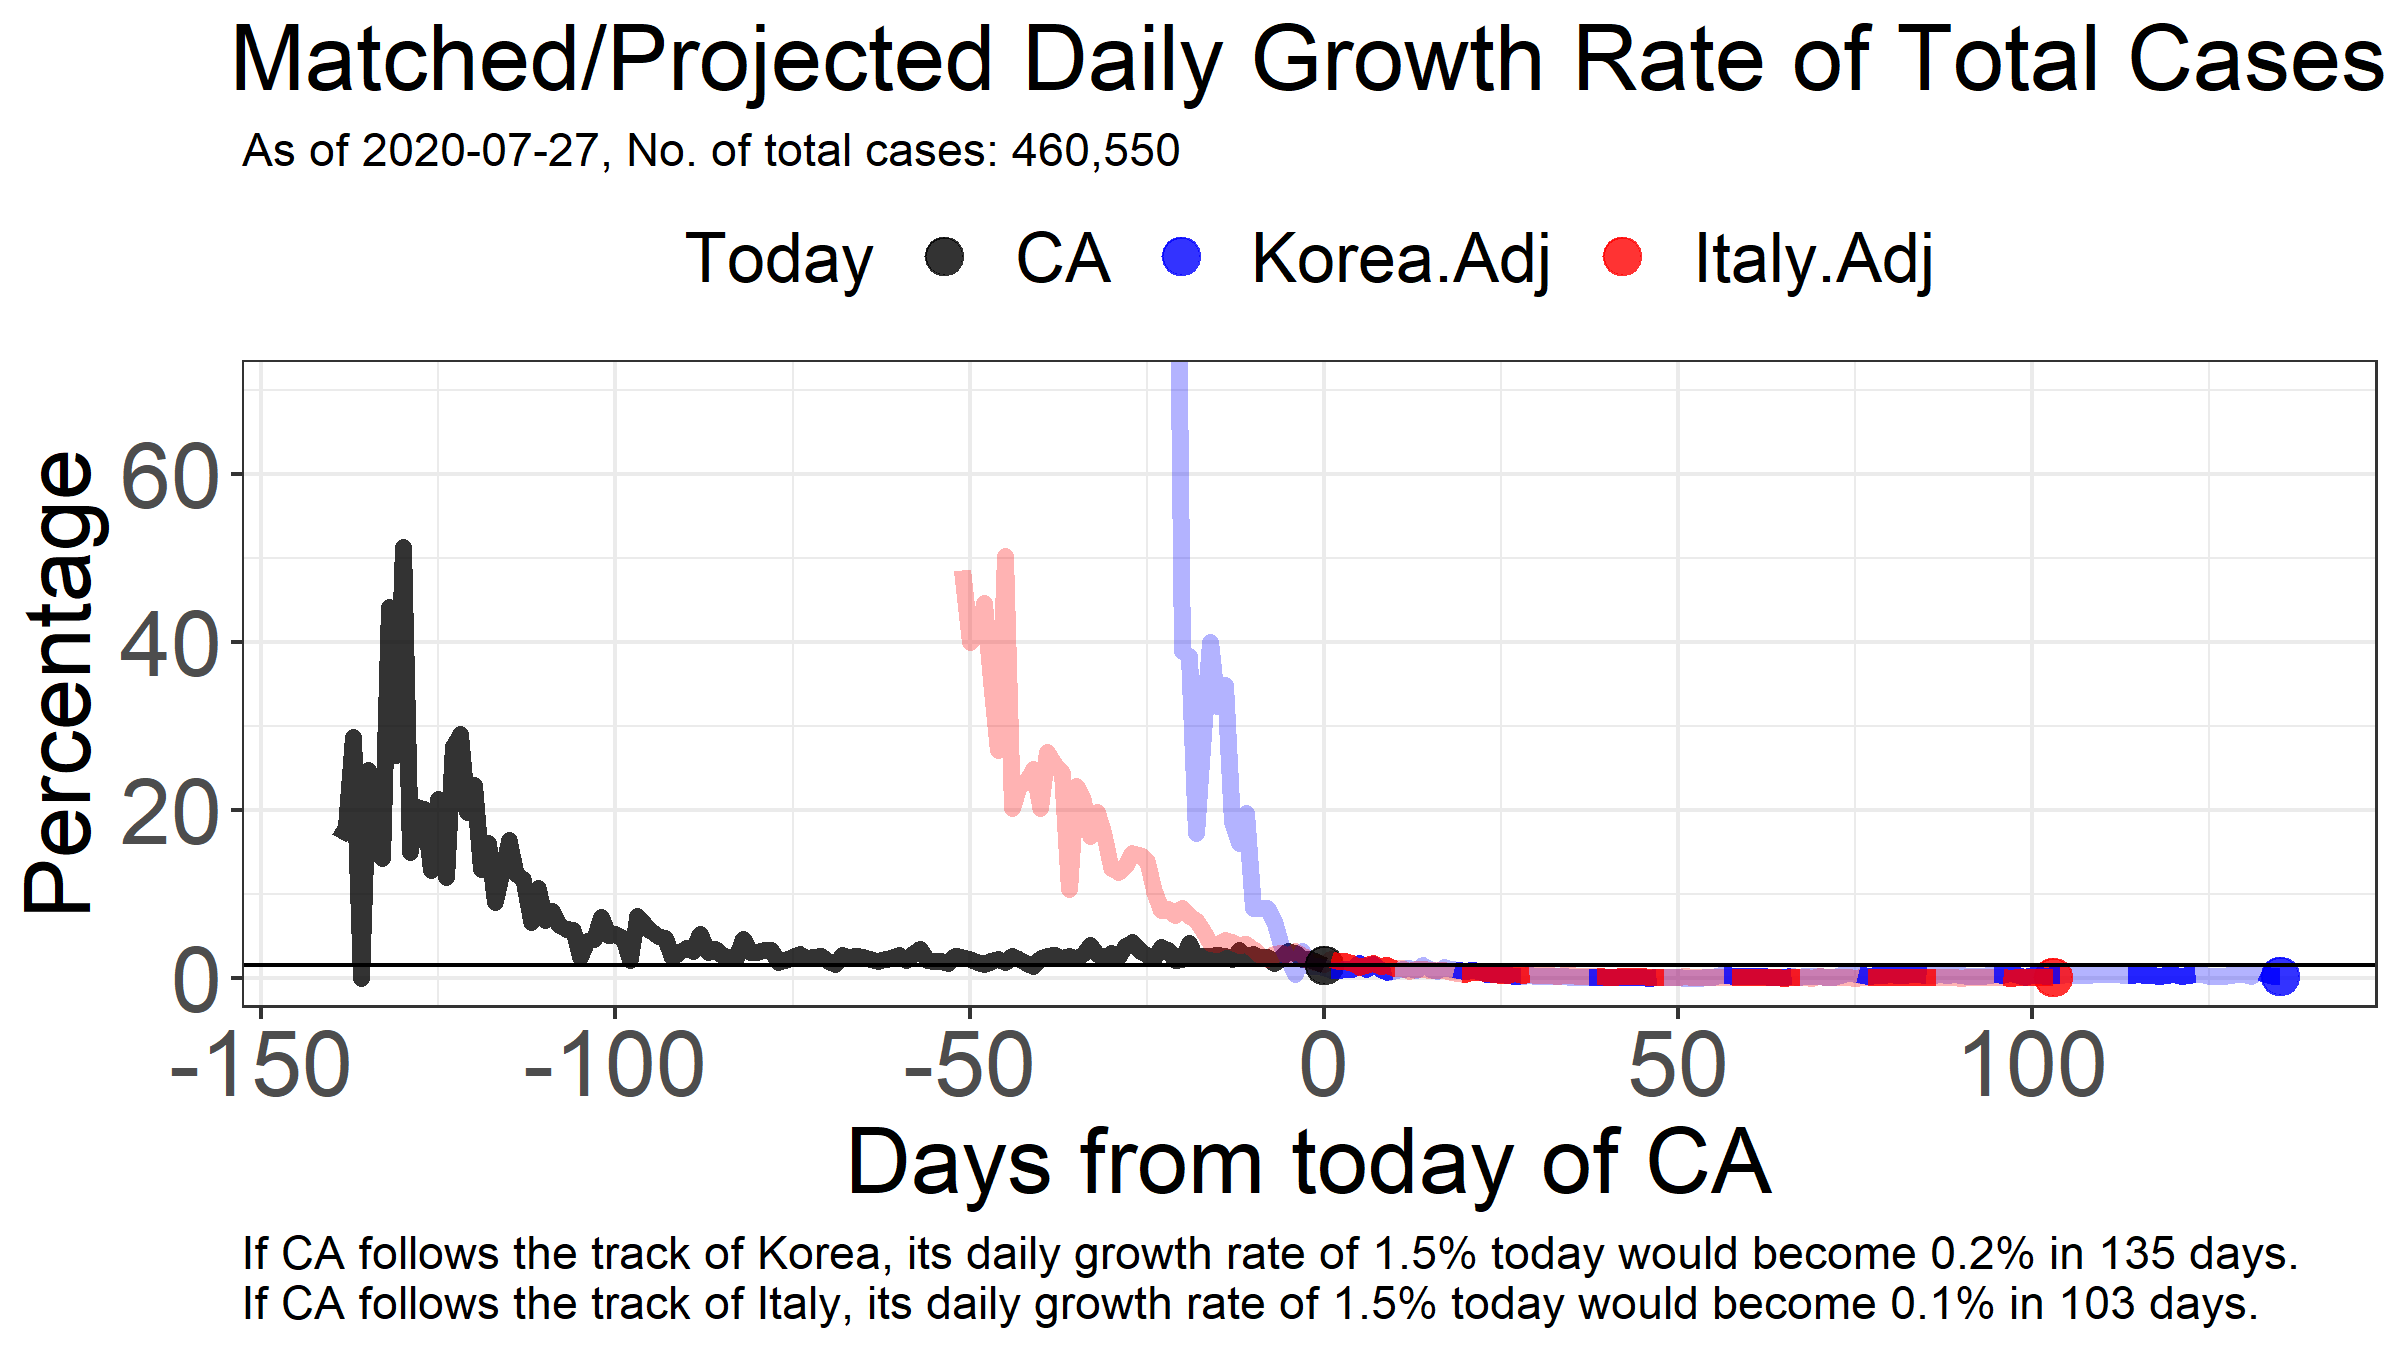 Matched/Projected Daily Growth Rate of Total Cases
As of 2020-07-27, No. of total cases: 460,550
Today CA Korea.Adj Italy.Adj
Percentage
60
40
20
0
-150 -100 -50 0 50 100
Days from today of CA
If CA follows the track of Korea, its daily growth rate of 1.5% today would become 0.2% in 135 days.
If CA follows the track of Italy, its daily growth rate of 1.5% today would become 0.1% in 103 days.